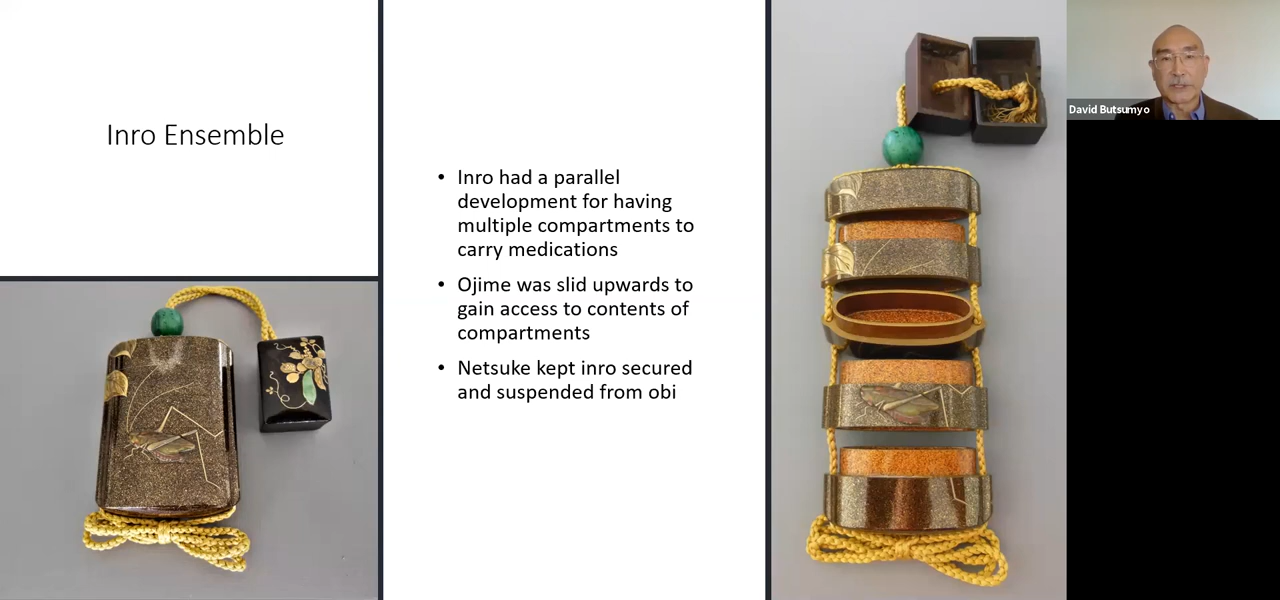 Inro Ensemble
• Inro had a parallel
development for having
multiple compartments to
carry medications
• Ojime was slid upwards to
gain access to contents of
compartments
• Netsuke kept inro secured
and suspended from obi
David Butsumyo